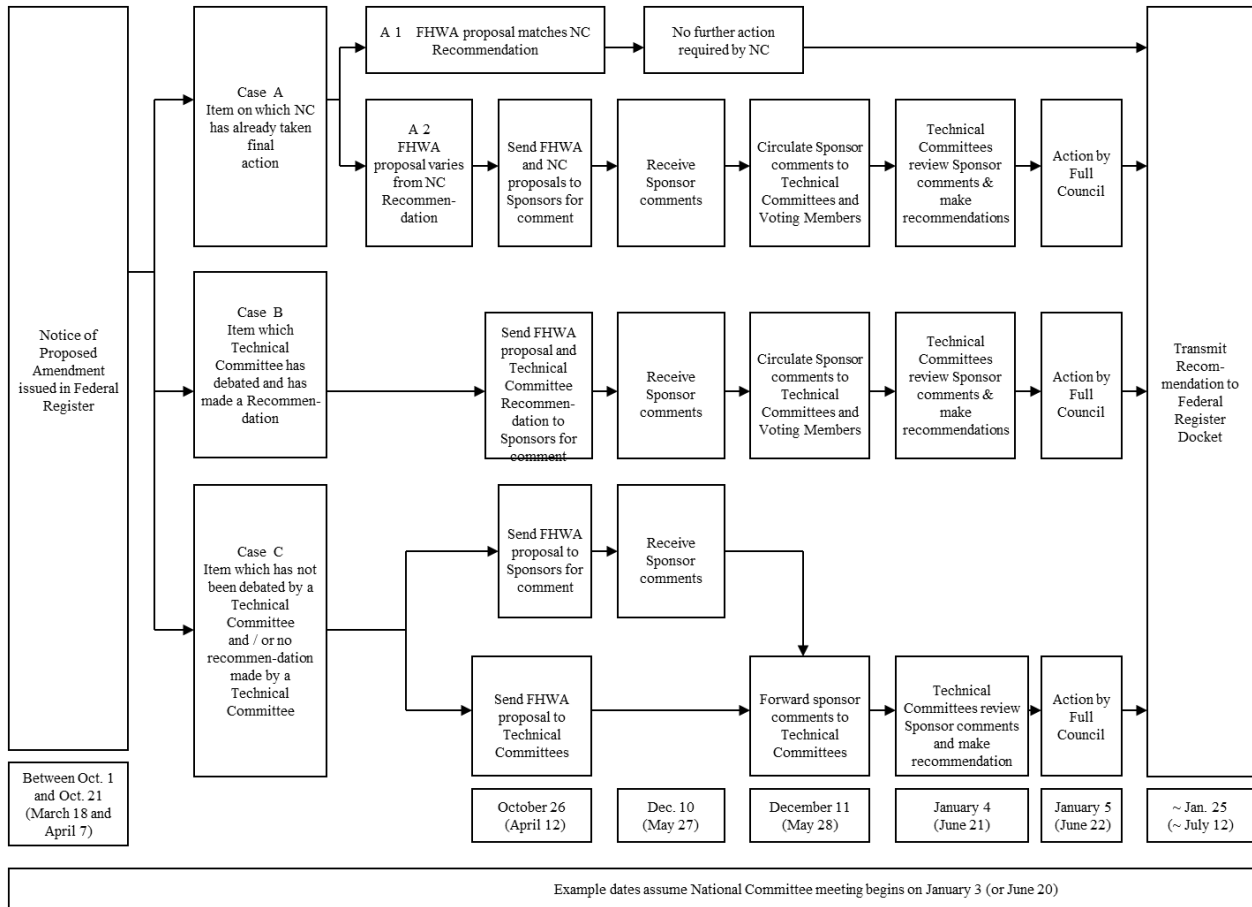 Notice of
Proposed
Amendment
issued in Federal
Register
Between Oct. 1
and Oct. 21
(March 18 and
April 7)
Case A
Item on which NC
has already taken
final
action
A 1 FHWA proposal matches NC
Recommendation
No further action
required by NC
A 2
FHWA
proposal varies
from NC
Recommen-
dation
Send FHWA
and NC
proposals to
Sponsors for
comment
Receive
Sponsor
comments
Circulate Sponsor
comments to
Technical
Committees and
Voting Members
Technical
Committees
review Sponsor
comments &
make
recommendations
Action by
Full
Council
Case B
Item which
Technical
Committee has
debated and has
made a Recommen-
dation
Send FHWA
proposal and
Technical
Committee
Recommen-
dation to
Sponsors for
comment
Receive
Sponsor
comments
Circulate Sponsor
comments to
Technical
Committees and
Voting Members
Technical
Committees
review Sponsor
comments &
make
recommendations
Action by
Full
Council
Case C
Item which has not
been debated by a
Technical
Committee
and / or no
recommen-dation
made by a
Technical
Committee
Send FHWA
proposal to
Sponsors for
comment
Receive
Sponsor
comments
Send FHWA
proposal to
Technical
Committees
Forward sponsor
comments to
Technical
Committees
Technical
Committees review
Sponsor comments
and make
recommendation
Action by
Full
Council
Transmit
Recom-
mendation to
Federal
Register
Docket
October 26
(April 12)
Dec. 10
(May 27)
December 11
(May 28)
January 4
(June 21)
January 5
(June 22)
~ Jan. 25
(~ July 12)
Example dates assume National Committee meeting begins on January 3 (or June 20)